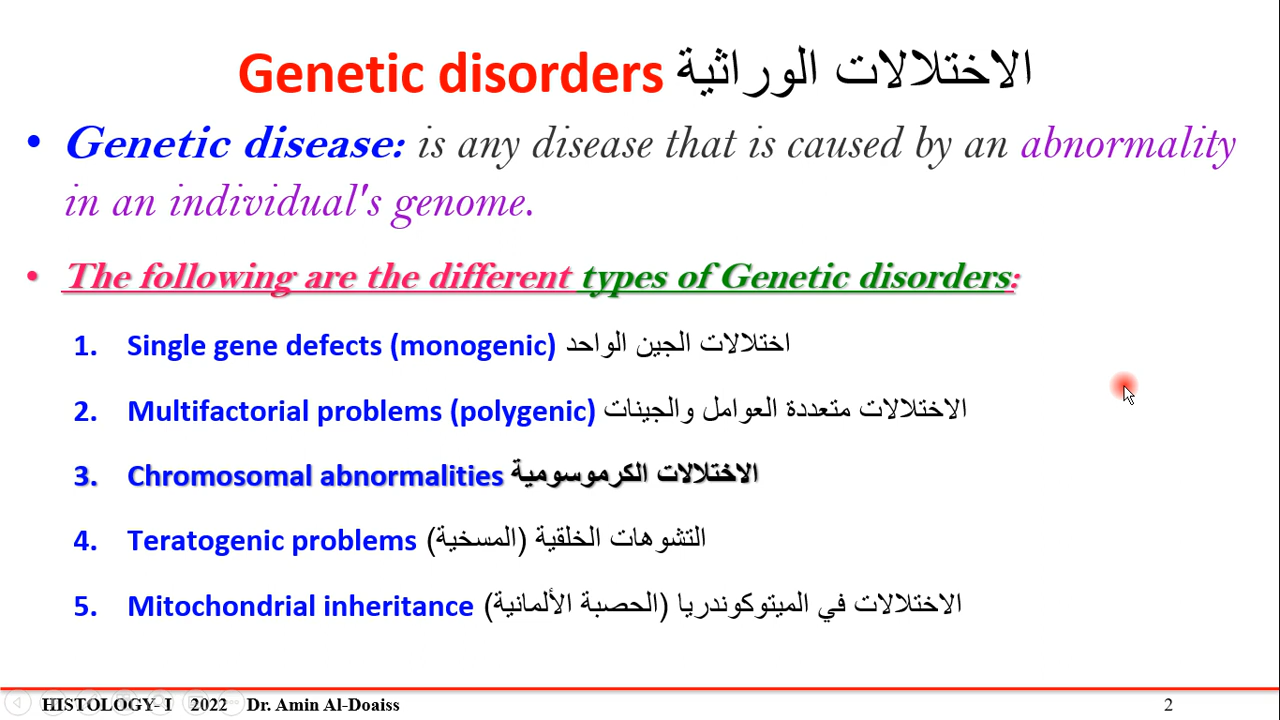 Genetic disorders الاختلالات الوراثية
• Genetic disease: is any disease that is caused by an abnormality
in an individual's genome.
• The following are the different types of Genetic disorders:
1. Single gene defects (monogenic) اختلالات الجين الواحد
2. Multifactorial problems (polygenic) الاختلالات متعددة العوامل والجينات
3. Chromosomal abnormalities الاختلالات الكرموسومية
4. Teratogenic problems التشوهات الخلقية (المسخية)
5. Mitochondrial inheritance الاختلالات في الميتوكوندريا (الحصبة الألمانية)
HISTOLOGY- I 2022 Dr. Amin Al-Doaiss 2